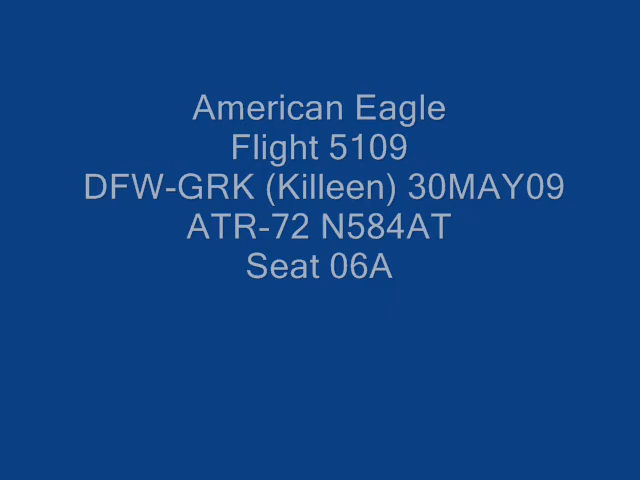 American Eagle
Flight 5109
DFW-GRK (Killeen) 30MAY09
ATR-72 N584AT
Seat 06A